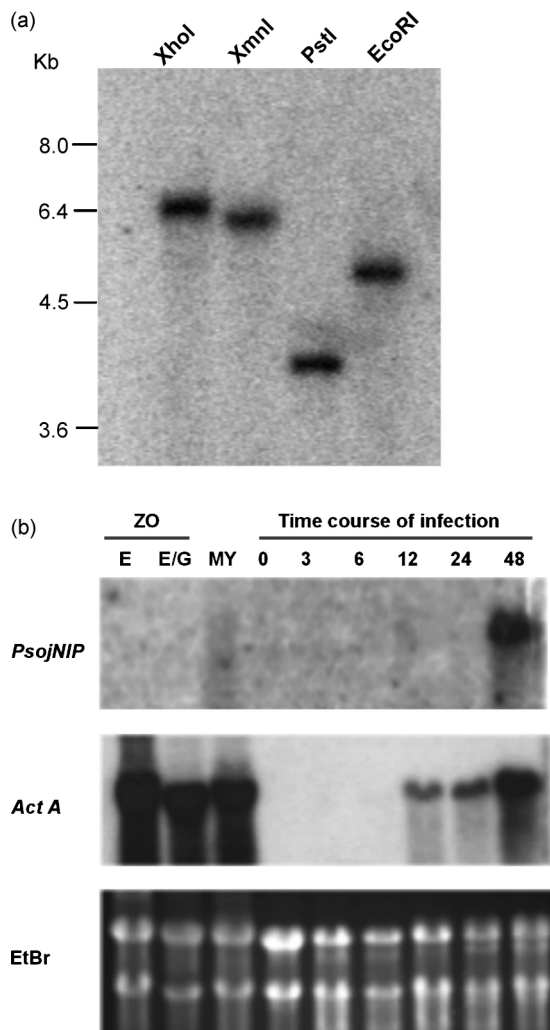 (a)
XhoI XmnI PstI EcoRI
Kb
8.0
6.4
4.5
3.6
(b)
ZO Time course of infection
E E/G MY 0 3 6 12 24 48
PsojNIP
Act A
EtBr